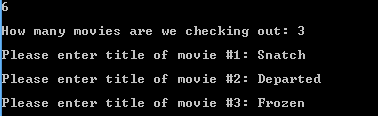 6
How many movies are we checking out: 3
Please enter title of movie #1: Snatch
Please enter title of movie #2: Departed
Please enter title of movie #3: Frozen